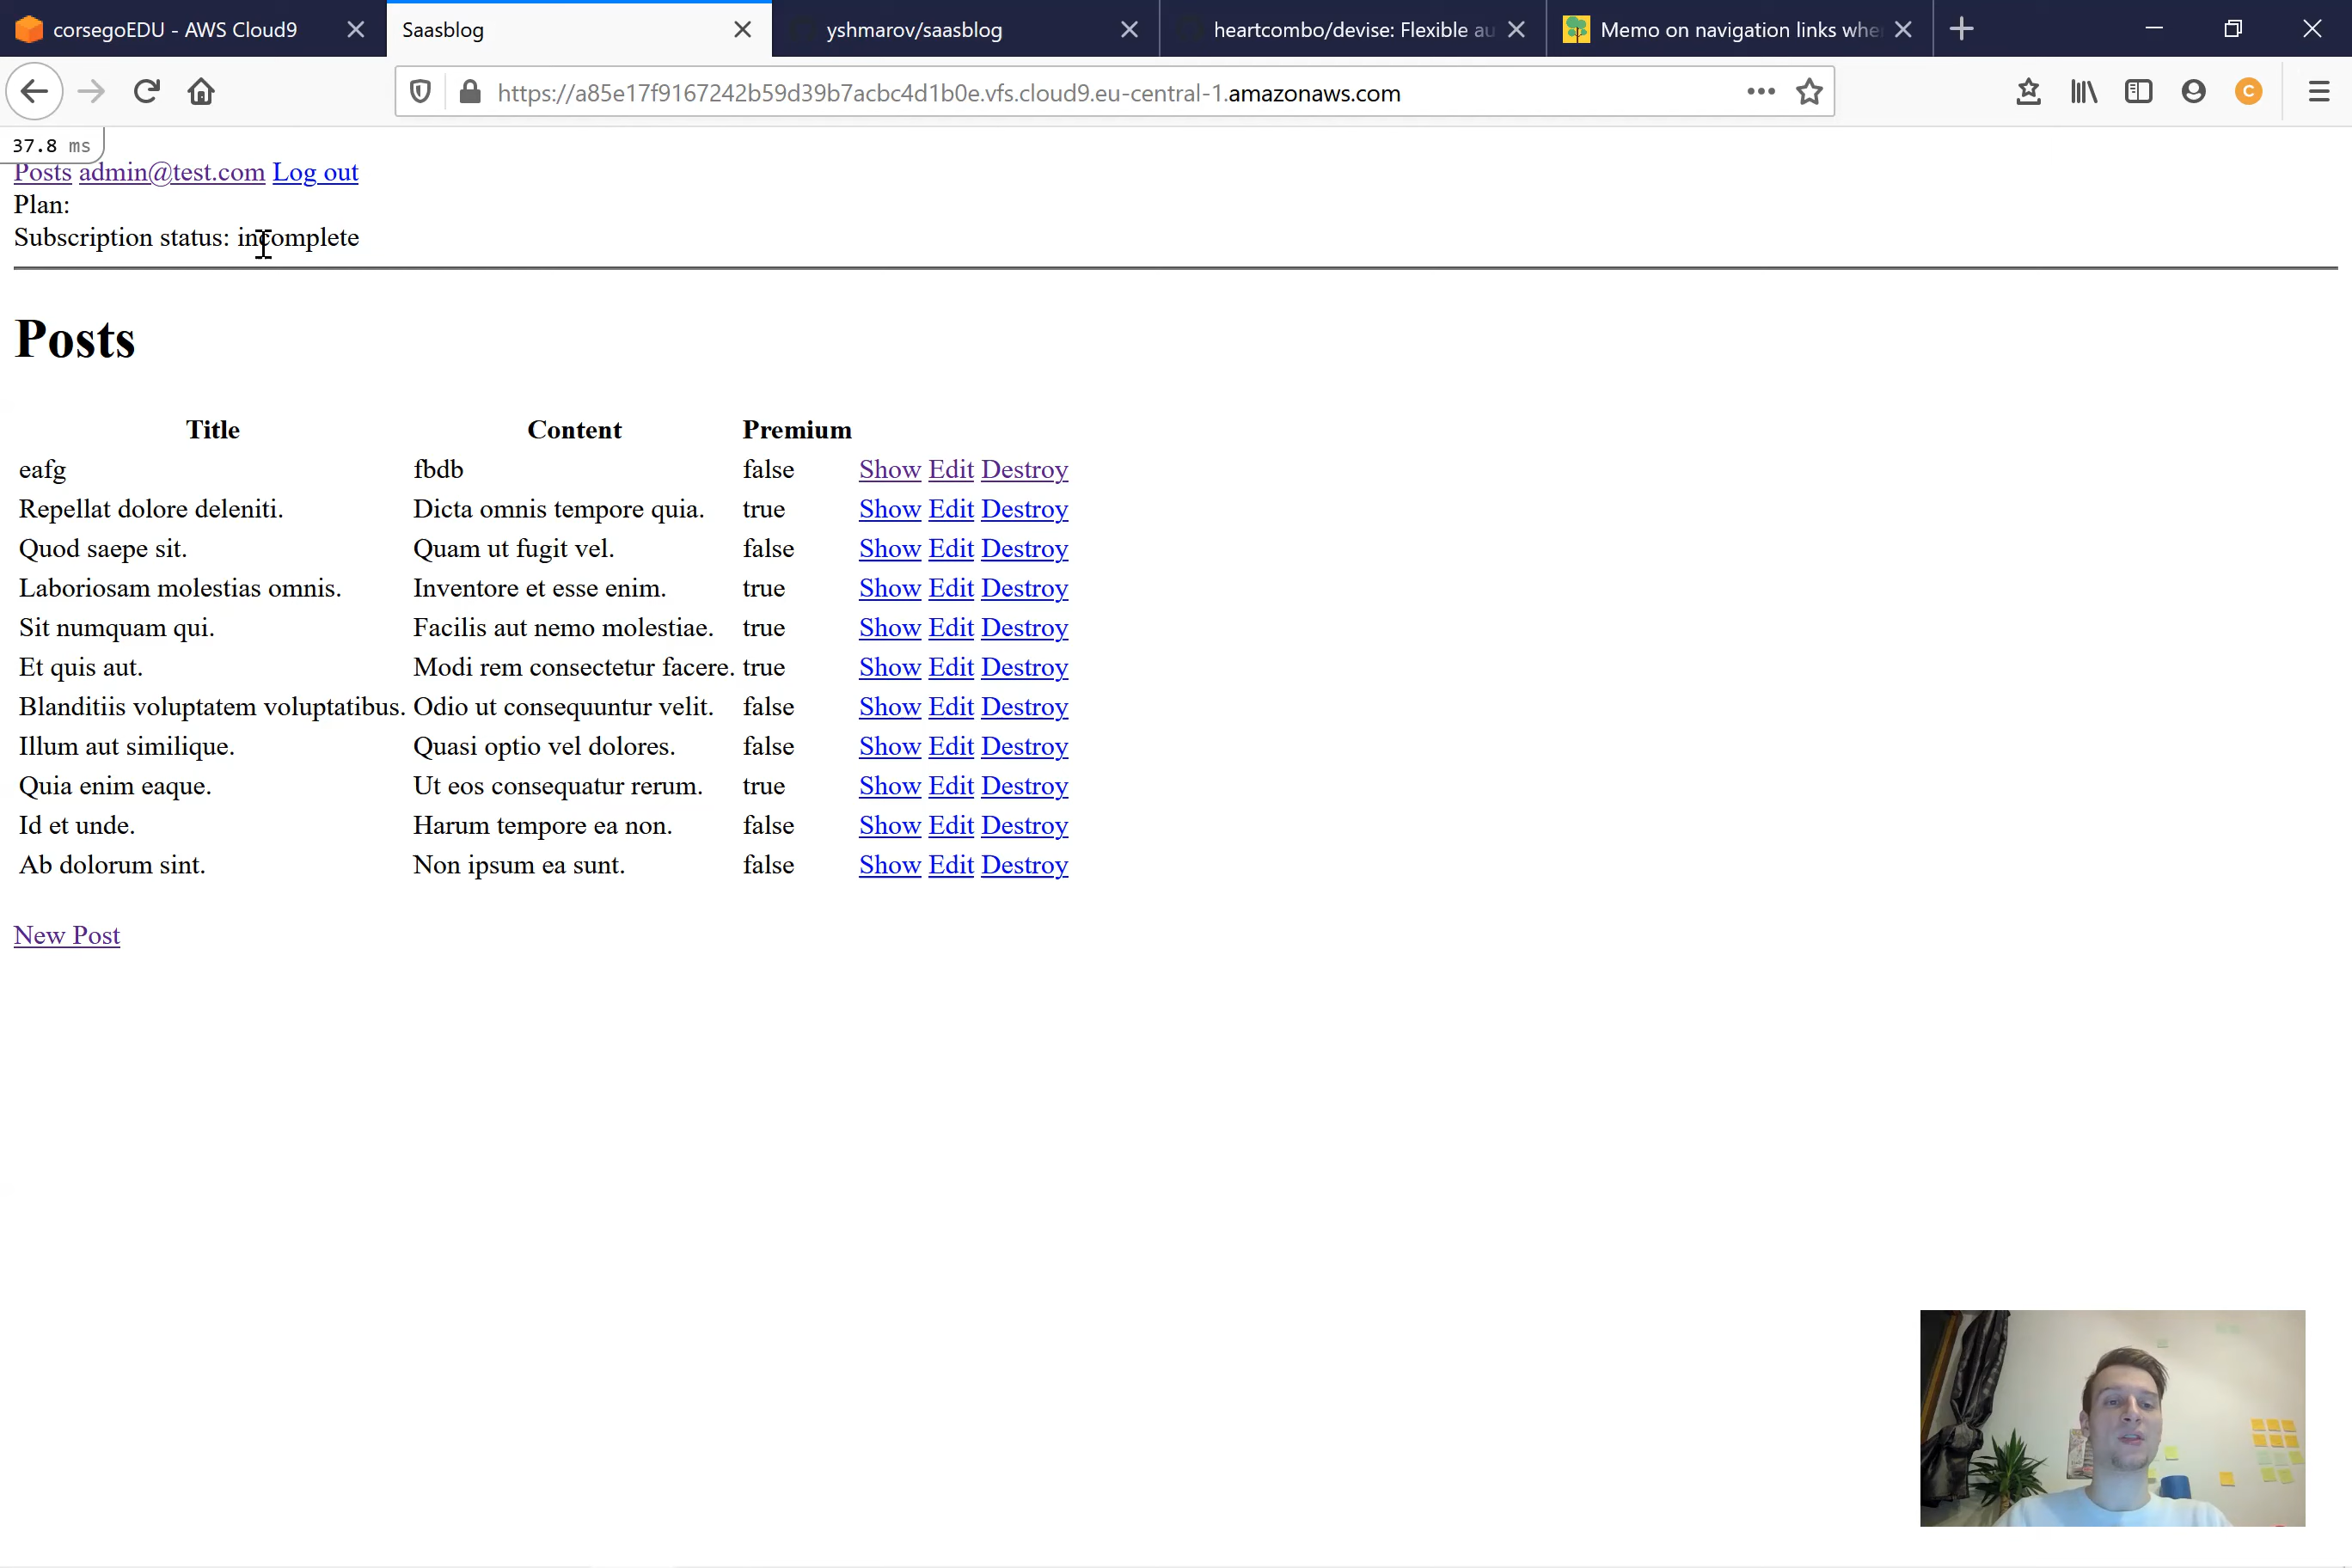 corsegoEDU - AWS Cloud9
Saasblog
yshmarov/saasblog
heartcombo/devise: Flexible au
Memo on navigation links whe
https://a85e17f9167242b59d39b7acbc4d1b0e.vfs.cloud9.eu-central-1.amazonaws.com
C
37.8 ms
Posts admin@test.com Log out
Plan:
Subscription status: incomplete
Posts
Title Content Premium
eafg fbdb false Show Edit Destroy
Repellat dolore deleniti. Dicta omnis tempore quia. true Show Edit Destroy
Quod saepe sit. Quam ut fugit vel. false Show Edit Destroy
Laboriosam molestias omnis. Inventore et esse enim. true Show Edit Destroy
Sit numquam qui. Facilis aut nemo molestiae. true Show Edit Destroy
Et quis aut. Modi rem consectetur facere. true Show Edit Destroy
Blanditiis voluptatem voluptatibus. Odio ut consequuntur velit. false Show Edit Destroy
Illum aut similique. Quasi optio vel dolores. false Show Edit Destroy
Quia enim eaque. Ut eos consequatur rerum. true Show Edit Destroy
Id et unde. Harum tempore ea non. false Show Edit Destroy
Ab dolorum sint. Non ipsum ea sunt. false Show Edit Destroy
New Post